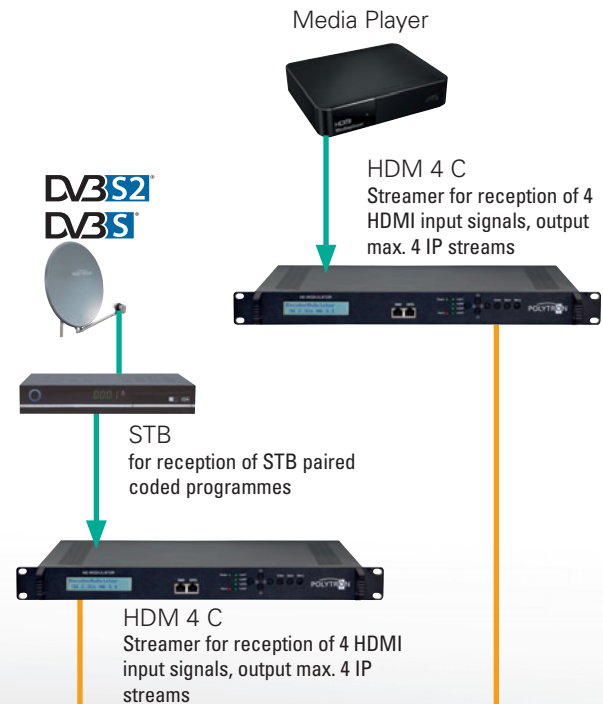 Media Player
HDMI
Mediaplayer
HDM 4 C
Streamer for reception of 4
HDMI input signals, output
max. 4 IP streams
DVB S2
DVB S
POLYTRON
STB
for reception of STB paired
coded programmes
POLYTRON
HDM 4 C
Streamer for reception of 4 HDMI
input signals, output max. 4 IP
streams